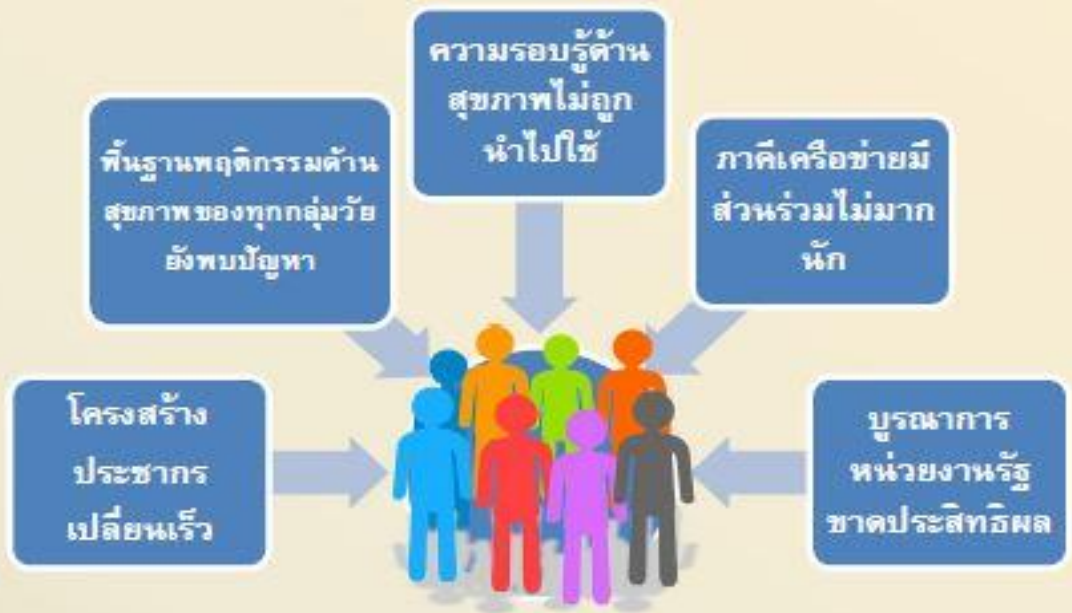 ความรอบรู้ด้าน
สุขภาพไม่ถูก
นำไปใช้
พื้นฐานพฤติกรรมด้าน
สุขภาพของทุกกลุ่มวัย
ยังพบปัญหา
ภาคีเครือข่ายมี
ส่วนร่วมไม่มาก
นัก
โครงสร้าง
ประชากร
เปลี่ยนเร็ว
บูรณาการ
หน่วยงานรัฐ
ขาดประสิทธิผล